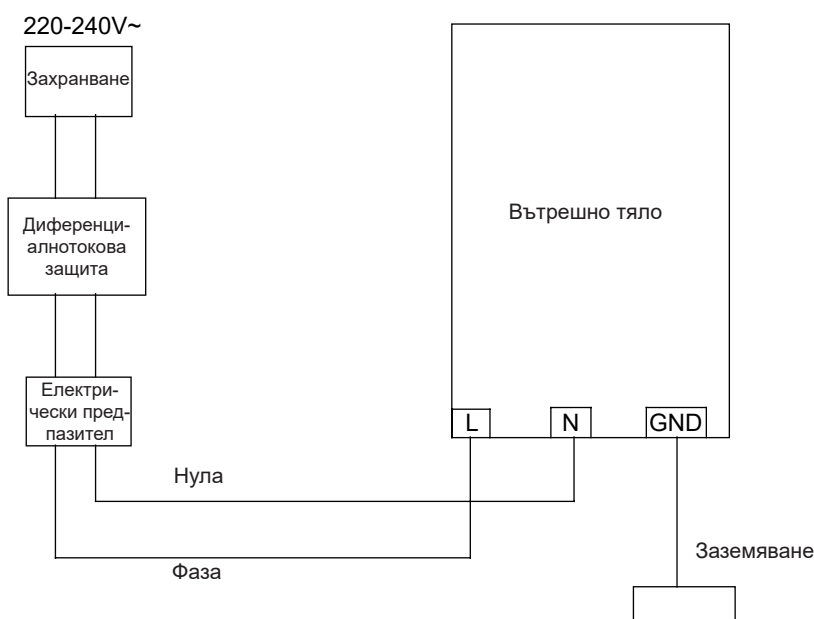 220-240V~
Захранване
Диференци-
алнотокова
защита
Електри-
чески пред-
пазител
Вътрешно тяло
L
N
GND
Нула
Фаза
Заземяване